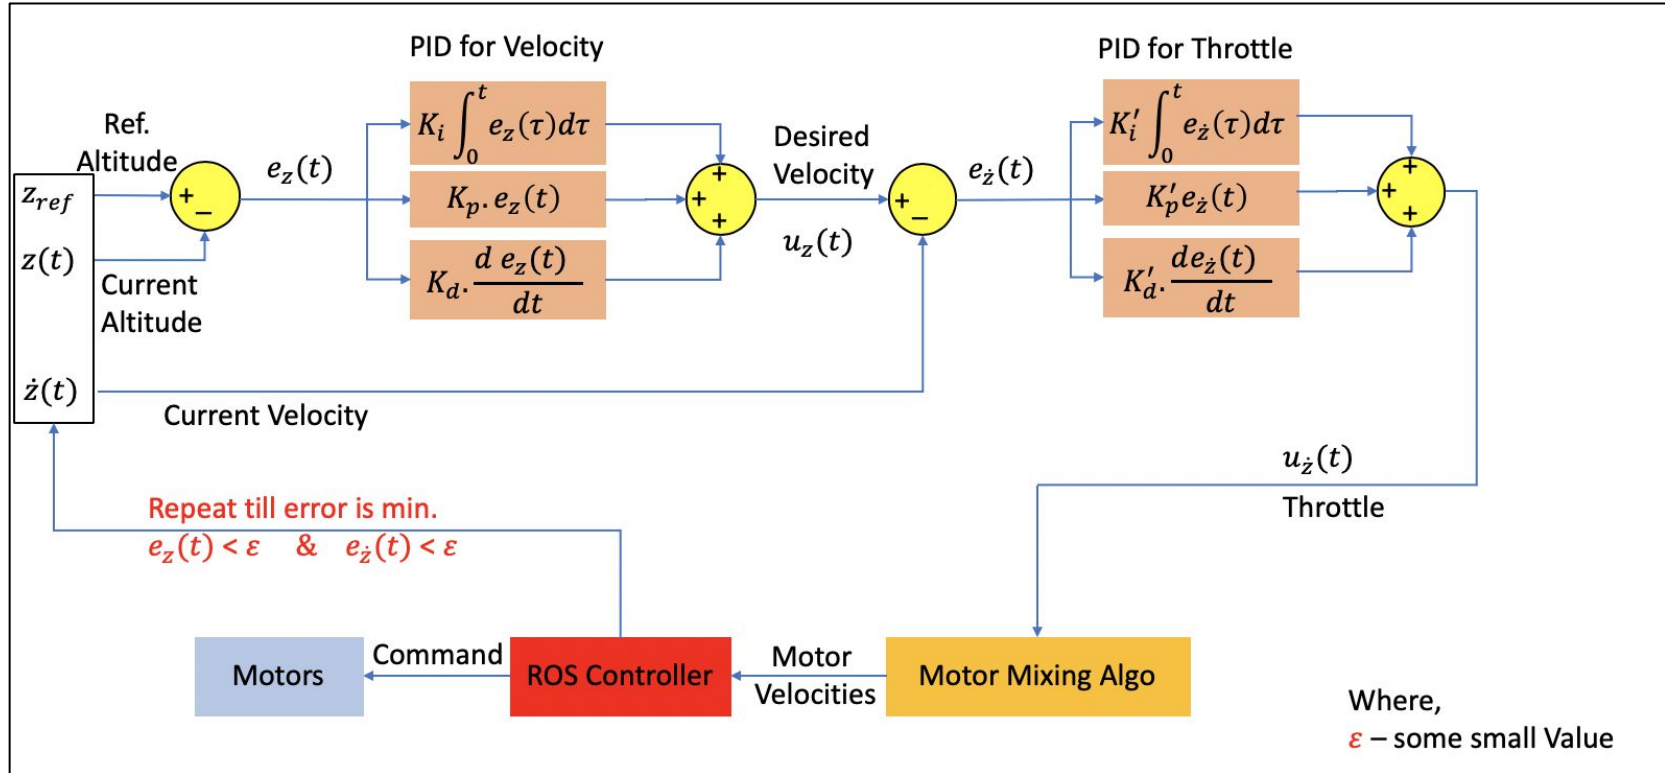 PID for Velocity
PID for Throttle
Ref.
Altitude
z_ref
z(t)
Current
Altitude
ż(t)
Current Velocity
+
−
e_z(t)
K_i ∫_0^t e_z(τ)dτ
K_p. e_z(t)
K_d. d e_z(t)/dt
+
+
+
Desired
Velocity
u_z(t)
+
−
e_ż(t)
K′_i ∫_0^t e_ż(τ)dτ
K′_p e_ż(t)
K′_d. de_ż(t)/dt
+
+
+
u_ż(t)
Throttle
Repeat till error is min.
e_z(t) < ε & e_ż(t) < ε
Motors
Command
ROS Controller
Motor
Velocities
Motor Mixing Algo
Where,
ε – some small Value